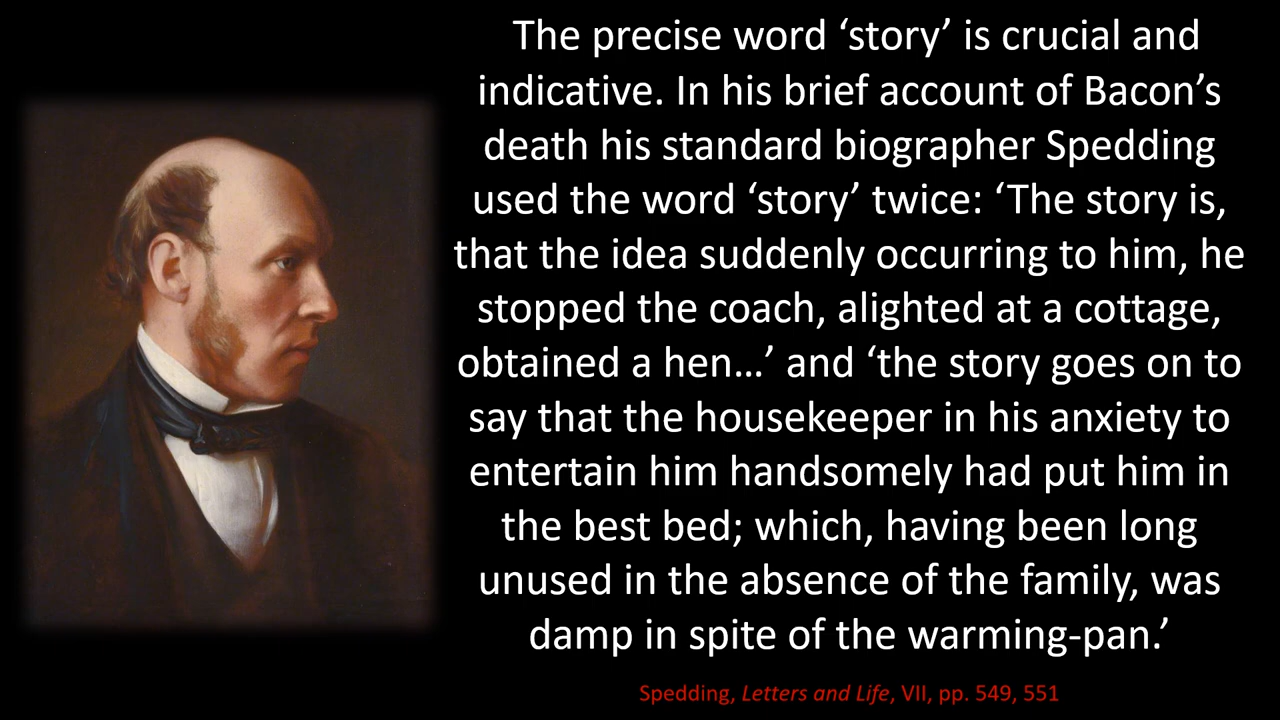 The precise word ‘story’ is crucial and
indicative. In his brief account of Bacon’s
death his standard biographer Spedding
used the word ‘story’ twice: ‘The story is,
that the idea suddenly occurring to him, he
stopped the coach, alighted at a cottage,
obtained a hen…’ and ‘the story goes on to
say that the housekeeper in his anxiety to
entertain him handsomely had put him in
the best bed; which, having been long
unused in the absence of the family, was
damp in spite of the warming-pan.’
Spedding, Letters and Life, VII, pp. 549, 551